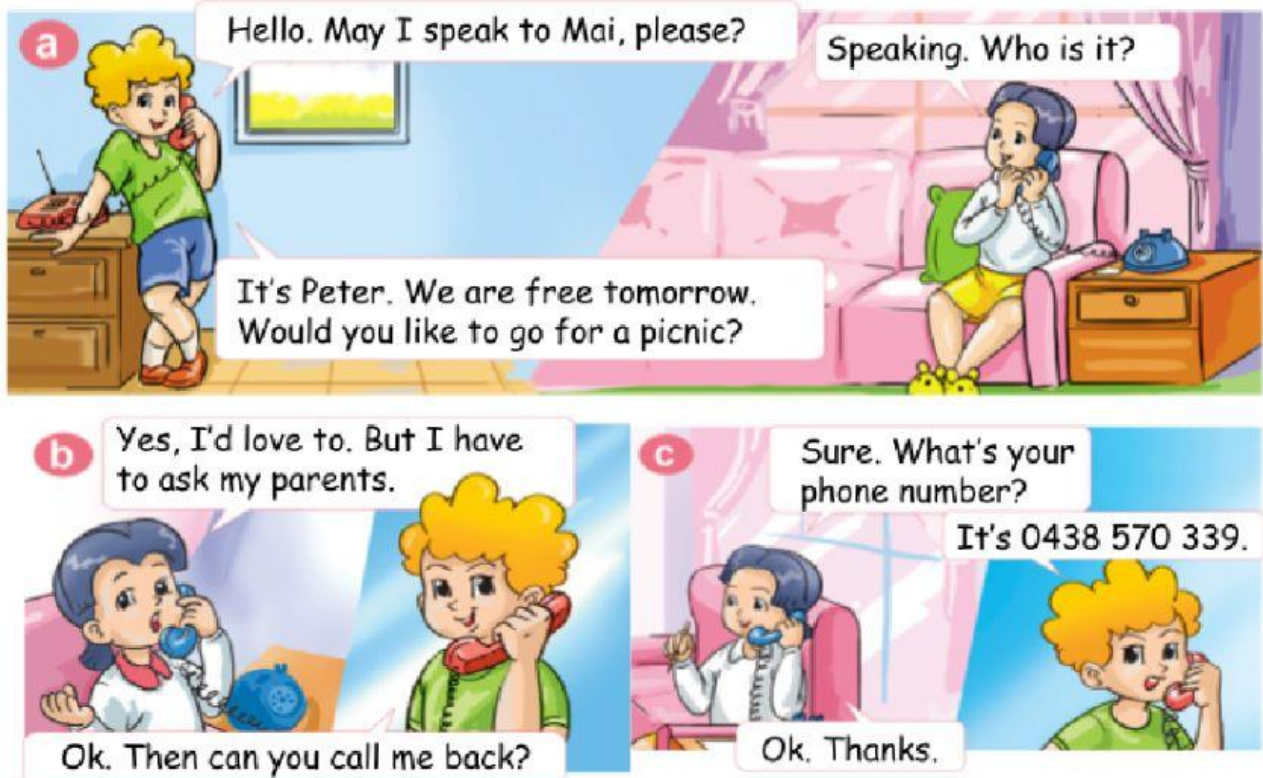 a
Hello. May I speak to Mai, please?
Speaking. Who is it?
It's Peter. We are free tomorrow.
Would you like to go for a picnic?
b
Yes, I'd love to. But I have
to ask my parents.
Ok. Then can you call me back?
c
Sure. What's your
phone number?
It's 0438 570 339.
Ok. Thanks.